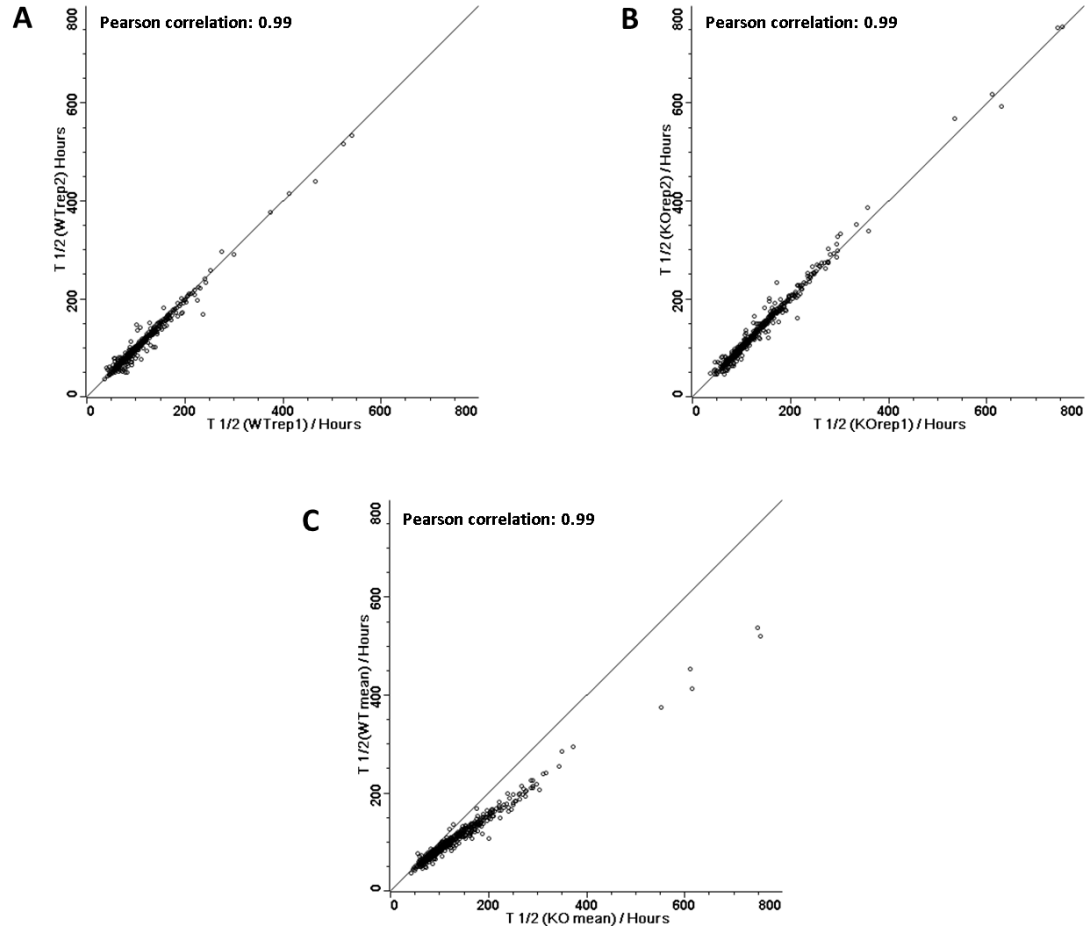 A
Pearson correlation: 0.99
800
600
400
200
0
T 1/2 (WTrep2) Hours
0 200 400 600 800
T 1/2 (WTrep1) / Hours
B
Pearson correlation: 0.99
800
600
400
200
0
T 1/2 (KOrep2) / Hours
0 200 400 600 800
T 1/2 (KOrep1) / Hours
C
Pearson correlation: 0.99
800
600
400
200
0
T 1/2(WT mean) / Hours
0 200 400 600 800
T 1/2 (KO mean) / Hours